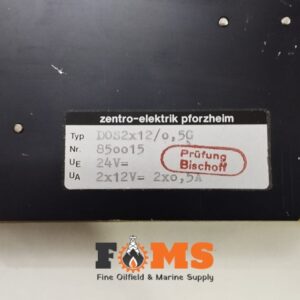 zentro-elektrik pforzheim
Typ DOS2x12/o,5G
Nr. 85oo15
UE 24V=
UA 2x12V= 2xo,5A
Prüfung
Bischoff
FOMS
Fine Oilfield & Marine Supply